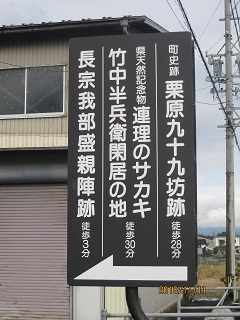 町史跡 栗原九十九坊跡 徒歩28分
県天然記念物 連理のサカキ
竹中半兵衛閑居の地 徒歩30分
長宗我部盛親陣跡 徒歩3分